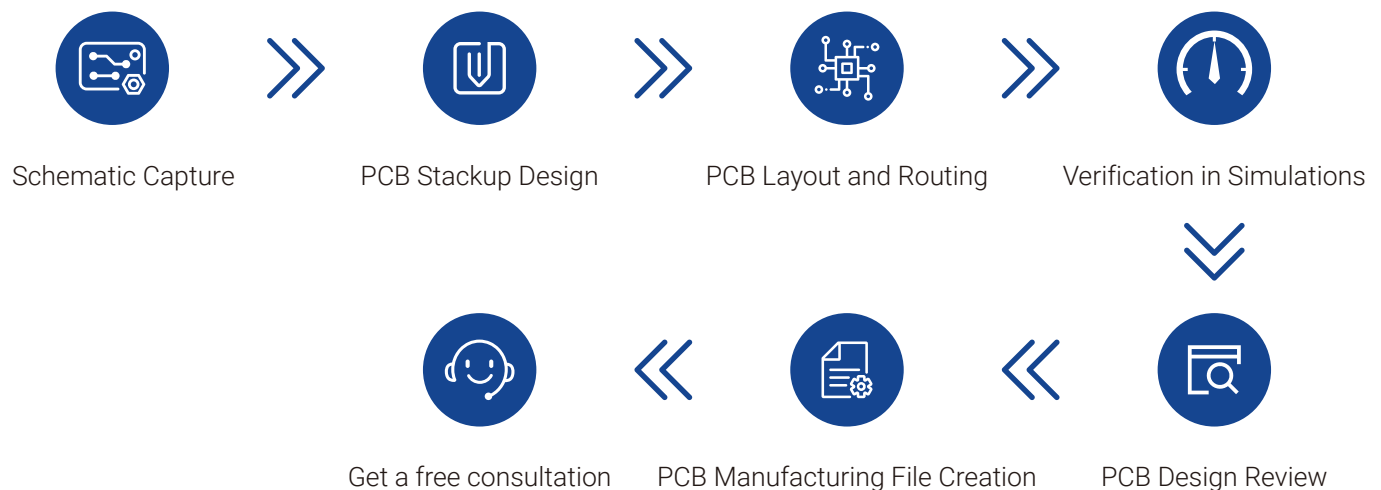 Schematic Capture
PCB Stackup Design
PCB Layout and Routing
Verification in Simulations
Get a free consultation
PCB Manufacturing File Creation
PCB Design Review